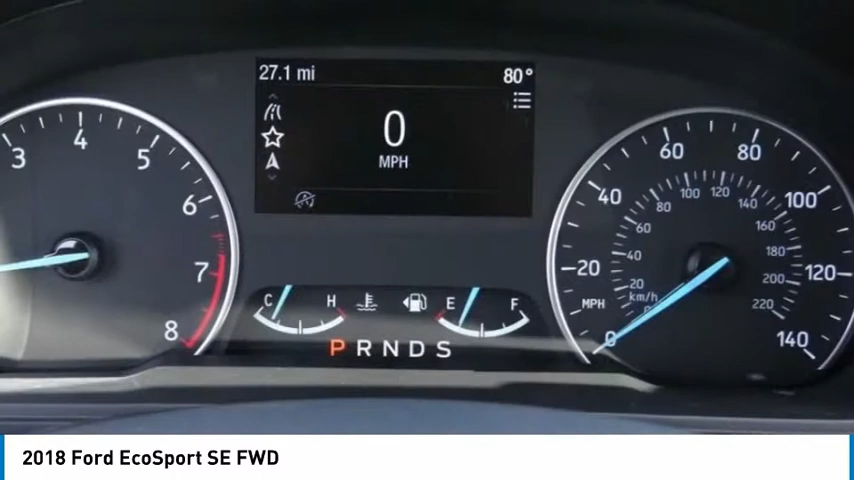 27.1 mi 80°
0
MPH
3 4 5 6 7 8
C H E F
P R N D S
0 20 40 60 80 100 120 140
MPH
20 40 60 80 100 120 140 160 180 200 220
km/h
0
2018 Ford EcoSport SE FWD